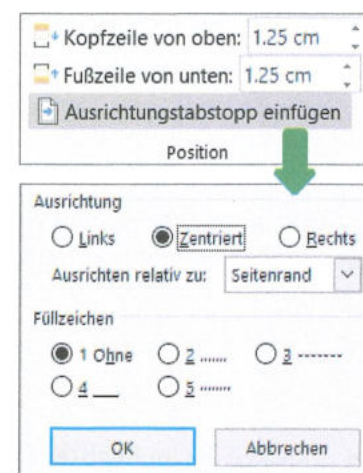 Kopfzeile von oben: 1.25 cm
Fußzeile von unten: 1.25 cm
Ausrichtungstabstopp einfügen
Position
Ausrichtung
Links Zentriert Rechts
Ausrichten relativ zu: Seitenrand
Füllzeichen
1 Ohne 2 ....... 3 -------
4 __ 5 ........
OK Abbrechen